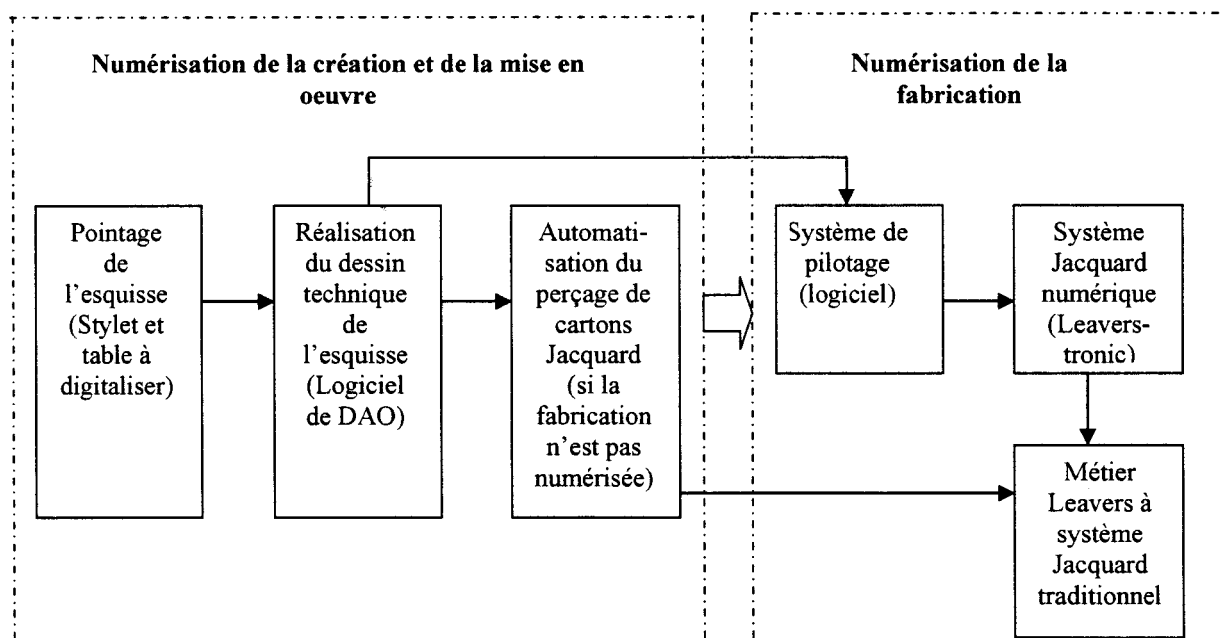 Numérisation de la création et de la mise en
oeuvre
Numérisation de la
fabrication
Pointage
de
l’esquisse
(Stylet et
table à
digitaliser)
Réalisation
du dessin
technique
de
l’esquisse
(Logiciel
de DAO)
Automati-
sation du
perçage de
cartons
Jacquard
(si la
fabrication
n’est pas
numérisée)
Système de
pilotage
(logiciel)
Système
Jacquard
numérique
(Leavers-
tronic)
Métier
Leavers à
système
Jacquard
traditionnel